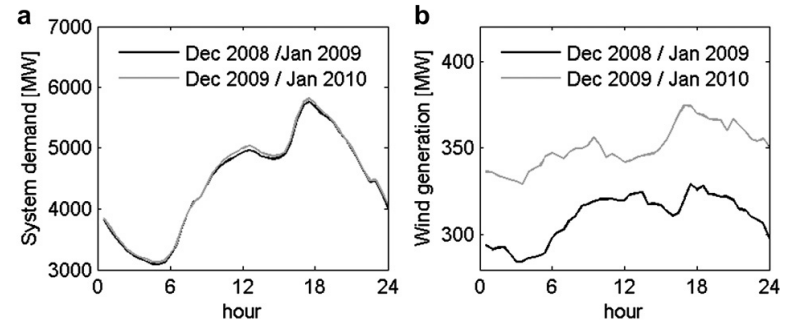 a
System demand [MW]
7000
6000
5000
4000
3000
Dec 2008 /Jan 2009
Dec 2009 / Jan 2010
0 6 12 18 24
hour
b
Wind generation [MW]
400
350
300
Dec 2008 / Jan 2009
Dec 2009 / Jan 2010
0 6 12 18 24
hour